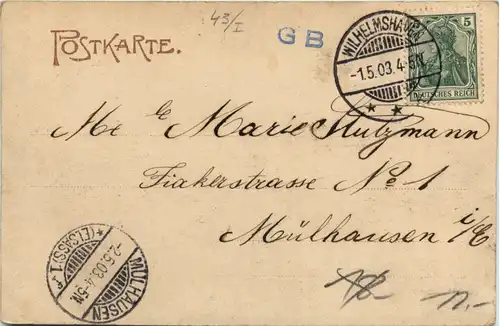 43/I
POSTKARTE.
G B
WILHELMSHAVEN
-1.5.03.4-5N.
* *
5
DEUTSCHES REICH
Me lle Marie Stutzmann
Fiakerstrasse No 1
Mülhausen i/E
MÜLHAUSEN
-2.5.03.4-5N.
*(ELSASS)1